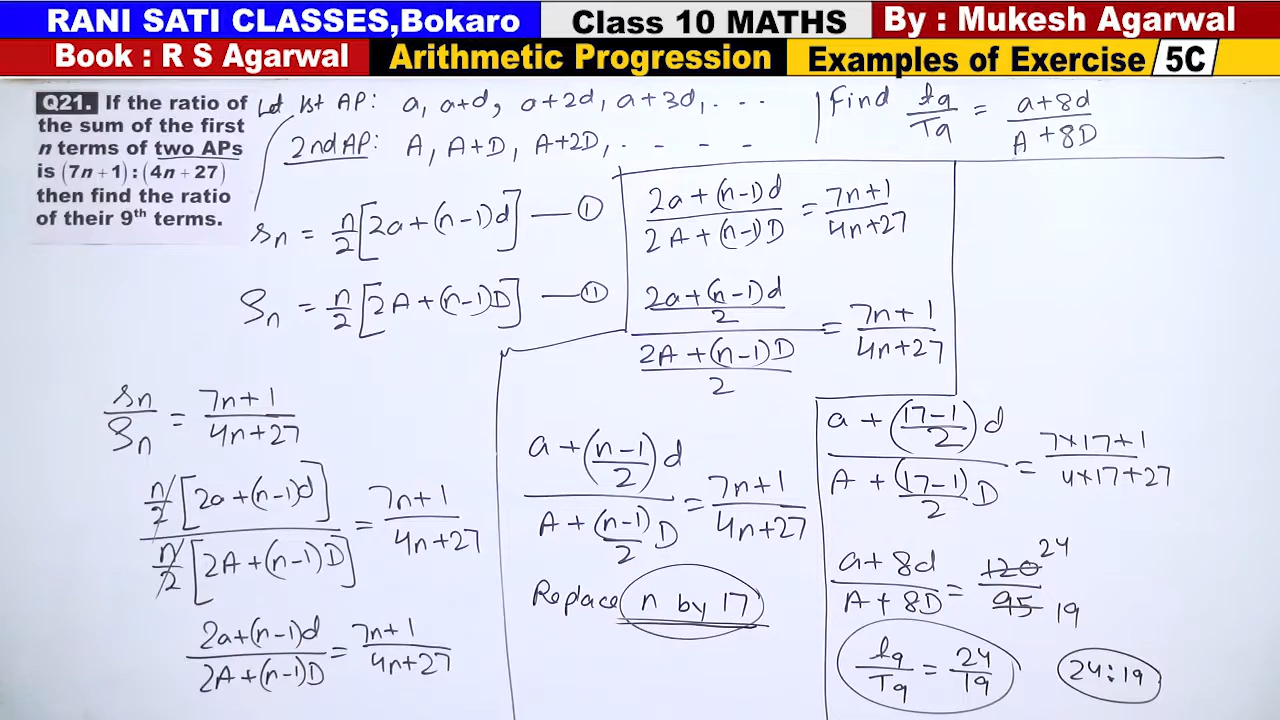 RANI SATI CLASSES,Bokaro
Class 10 MATHS
By : Mukesh Agarwal
Book : R S Agarwal
Arithmetic Progression
Examples of Exercise 5C
Q21. If the ratio of
the sum of the first
n terms of two APs
is (7n + 1) : (4n + 27)
then find the ratio
of their 9th terms.
Let 1st AP: a, a+d, a+2d, a+3d, . . .
2nd AP: A, A+D, A+2D, . - - -
Find t9/T9 = (a+8d)/(A+8D)
sn = n/2 [2a+(n-1)d] — (I)
Sn = n/2 [2A+(n-1)D] — (II)
sn/Sn = (7n+1)/(4n+27)
n/2 [2a+(n-1)d] / n/2 [2A+(n-1)D] = (7n+1)/(4n+27)
(2a+(n-1)d)/(2A+(n-1)D) = (7n+1)/(4n+27)
(2a+(n-1)d)/(2A+(n-1)D) = (7n+1)/(4n+27)
((2a+(n-1)d)/2)/((2A+(n-1)D)/2) = (7n+1)/(4n+27)
(a+((n-1)/2)d)/(A+((n-1)/2)D) = (7n+1)/(4n+27)
Replace n by 17
(a+((17-1)/2)d)/(A+((17-1)/2)D) = (7×17+1)/(4×17+27)
(a+8d)/(A+8D) = 120/95 24 19
t9/T9 = 24/19
24:19